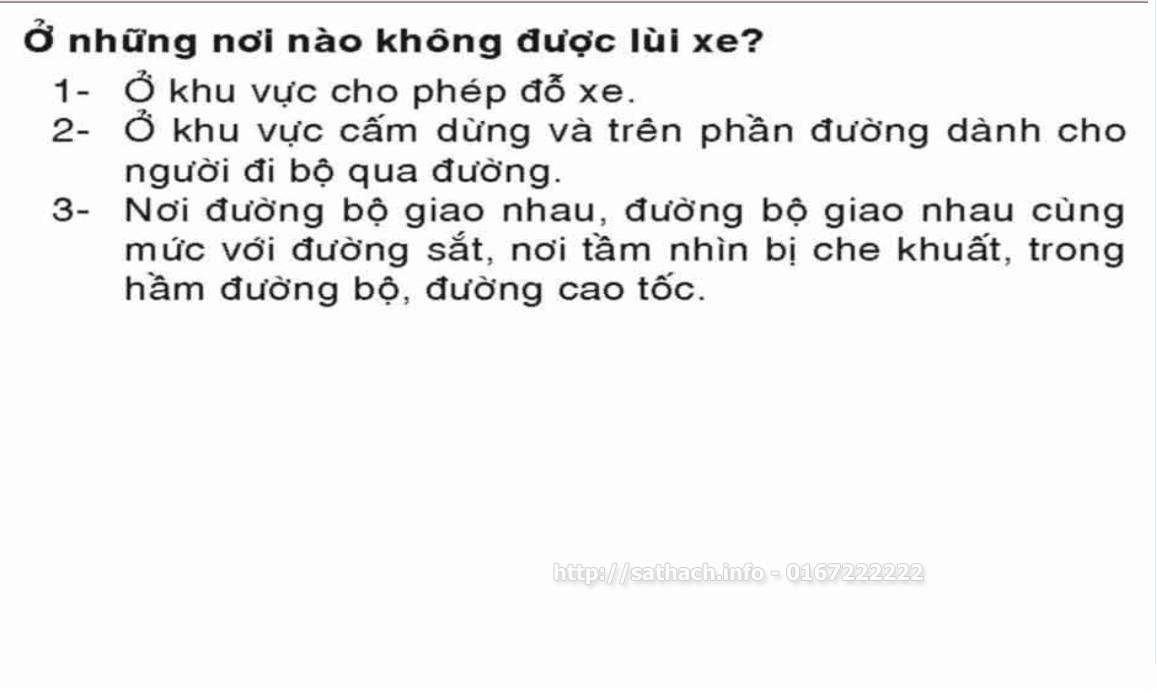 Ở những nơi nào không được lùi xe?
1- Ở khu vực cho phép đỗ xe.
2- Ở khu vực cấm dừng và trên phần đường dành cho
người đi bộ qua đường.
3- Nơi đường bộ giao nhau, đường bộ giao nhau cùng
mức với đường sắt, nơi tầm nhìn bị che khuất, trong
hầm đường bộ, đường cao tốc.
http://sathach.info - 0167222222